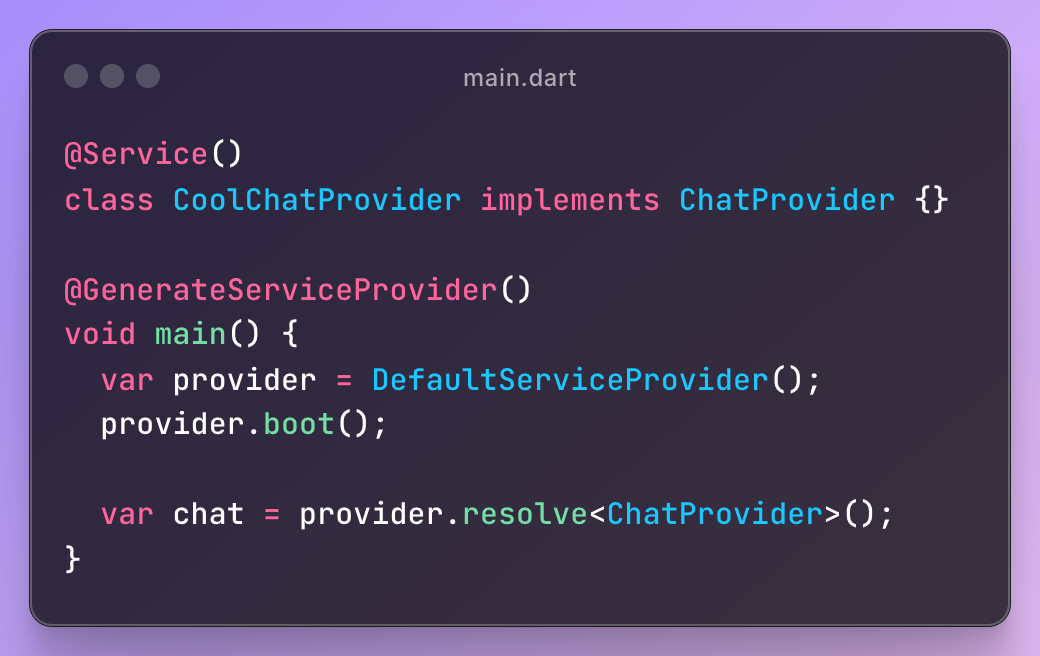 main.dart
@Service()
class CoolChatProvider implements ChatProvider {}
@GenerateServiceProvider()
void main() {
  var provider = DefaultServiceProvider();
  provider.boot();
  var chat = provider.resolve<ChatProvider>();
}